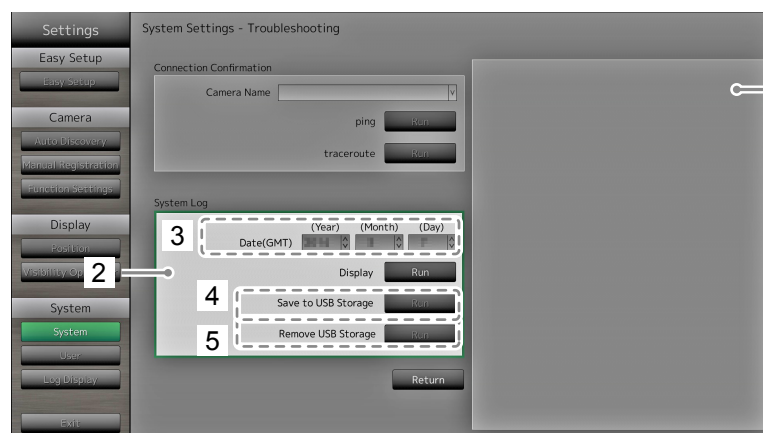 Settings
Easy Setup
Easy Setup
Camera
Auto Discovery
Manual Registration
Function Settings
Display
Position
Visibility Op
System
System
User
Log Display
Exit
System Settings - Troubleshooting
Connection Confirmation
Camera Name
ping Run
traceroute Run
System Log
(Year) (Month) (Day)
3 Date(GMT)
2
Display Run
4 Save to USB Storage Run
5 Remove USB Storage Run
Return